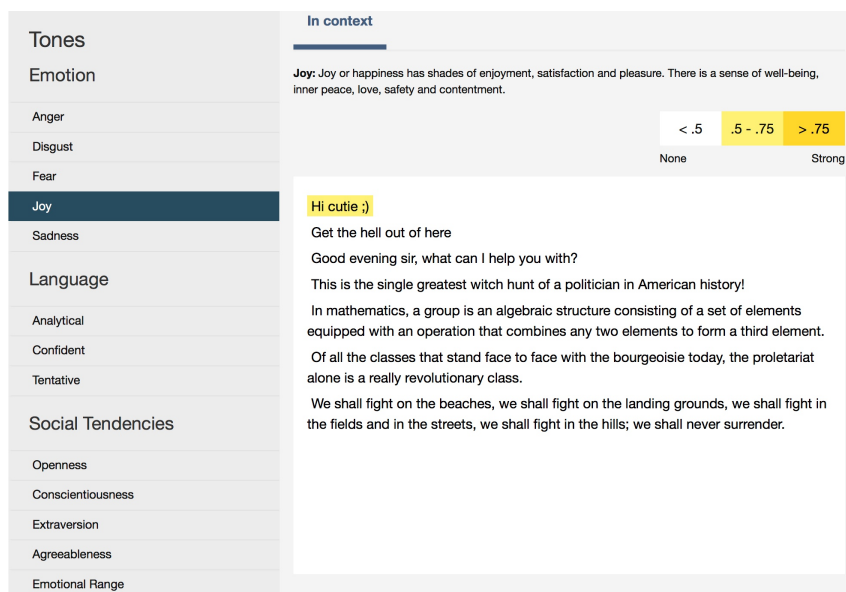 Tones
Emotion
Anger
Disgust
Fear
Joy
Sadness
Language
Analytical
Confident
Tentative
Social Tendencies
Openness
Conscientiousness
Extraversion
Agreeableness
Emotional Range
In context
Joy: Joy or happiness has shades of enjoyment, satisfaction and pleasure. There is a sense of well-being,
inner peace, love, safety and contentment.
< .5 .5 - .75 > .75
None Strong
Hi cutie ;)
Get the hell out of here
Good evening sir, what can I help you with?
This is the single greatest witch hunt of a politician in American history!
In mathematics, a group is an algebraic structure consisting of a set of elements
equipped with an operation that combines any two elements to form a third element.
Of all the classes that stand face to face with the bourgeoisie today, the proletariat
alone is a really revolutionary class.
We shall fight on the beaches, we shall fight on the landing grounds, we shall fight in
the fields and in the streets, we shall fight in the hills; we shall never surrender.